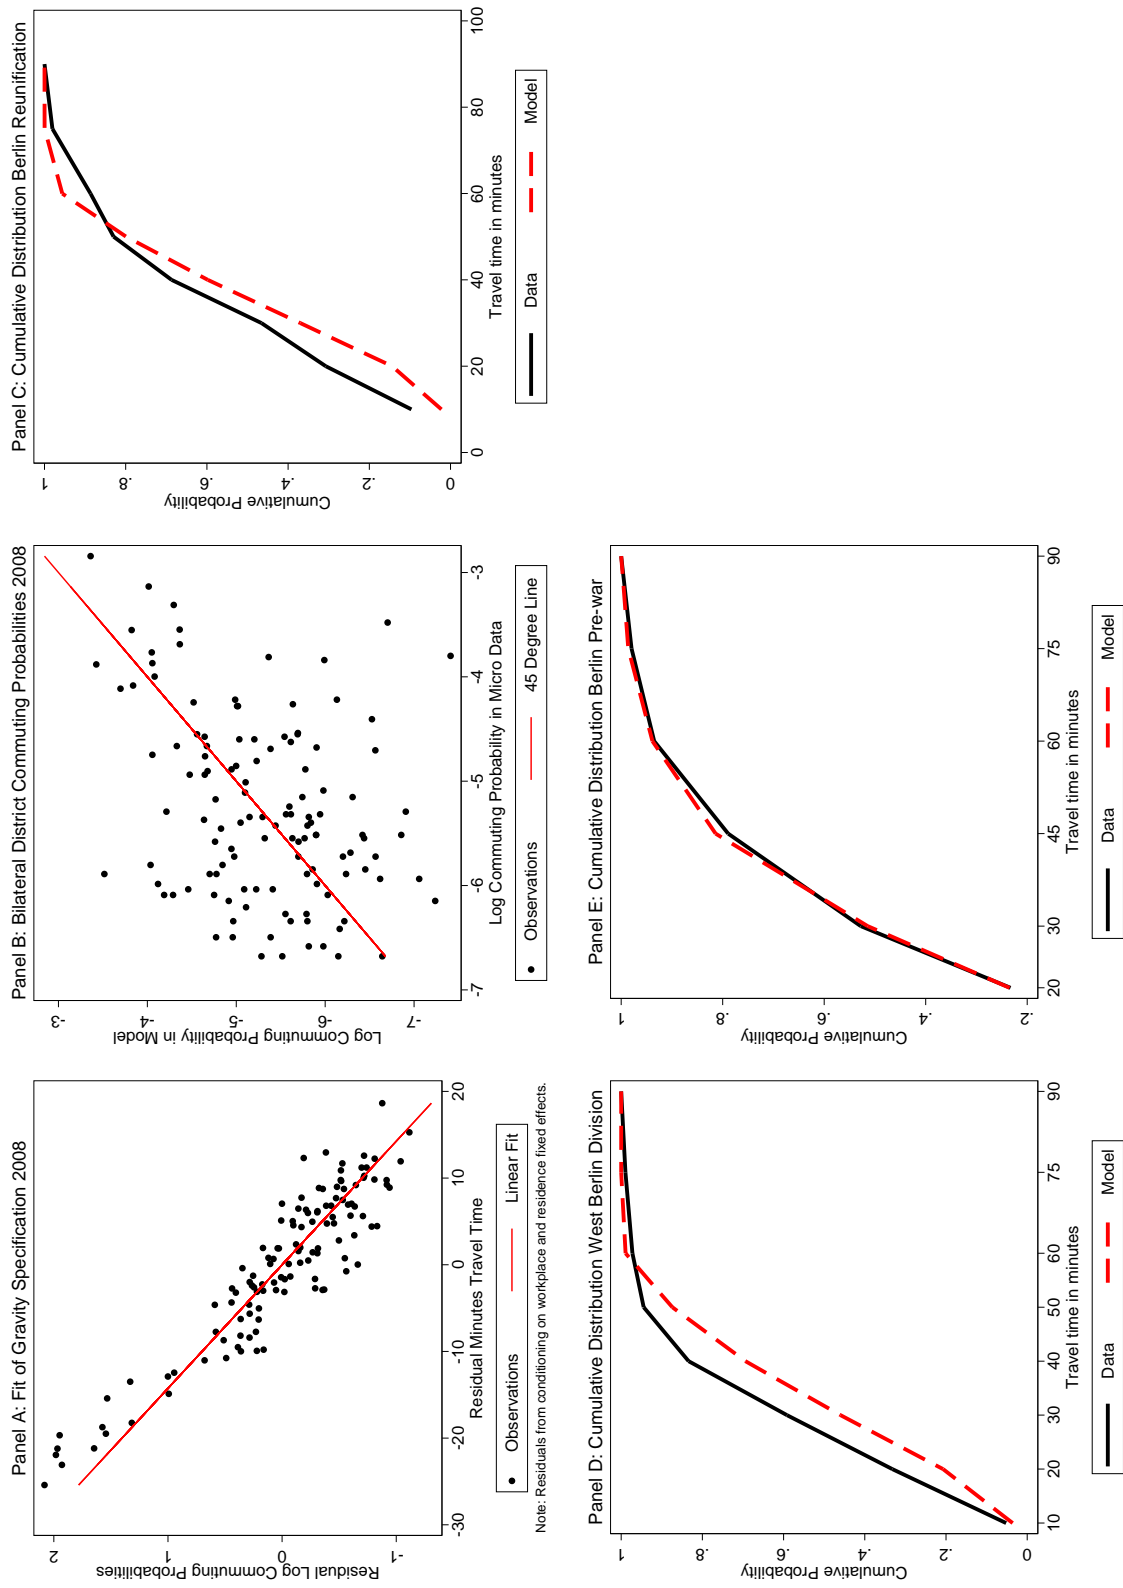 Panel A: Fit of Gravity Specification 2008
Residual Log Commuting Probabilities
2
1
0
-1
-30
-20
-10
0
10
20
Residual Minutes Travel Time
Observations
Linear Fit
Note: Residuals from conditioning on workplace and residence fixed effects.
Panel B: Bilateral District Commuting Probabilities 2008
Log Commuting Probability in Model
-3
-4
-5
-6
-7
-7
-6
-5
-4
-3
Log Commuting Probability in Micro Data
Observations
45 Degree Line
Panel C: Cumulative Distribution Berlin Reunification
Cumulative Probability
1
.8
.6
.4
.2
0
0
20
40
60
80
100
Travel time in minutes
Data
Model
Panel D: Cumulative Distribution West Berlin Division
Cumulative Probability
1
.8
.6
.4
.2
0
10
20
30
40
50
60
75
90
Travel time in minutes
Data
Model
Panel E: Cumulative Distribution Berlin Pre-war
Cumulative Probability
1
.8
.6
.4
.2
20
30
45
60
75
90
Travel time in minutes
Data
Model